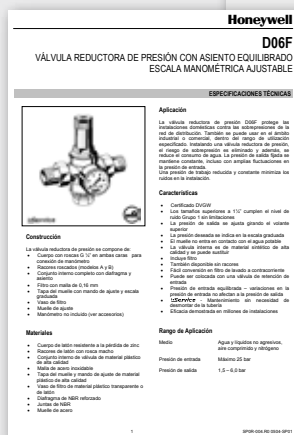 Honeywell
D06F
VÁLVULA REDUCTORA DE PRESIÓN CON ASIENTO EQUILIBRADO
ESCALA MANOMÉTRICA AJUSTABLE
ESPECIFICACIONES TÉCNICAS
Construcción
La válvula reductora de presión se compone de:
• Cuerpo con roscas G ¼" en ambas caras para
conexión de manómetro
• Racores roscados (modelos A y B)
• Conjunto interno completo con diafragma y
asiento
• Filtro con malla de 0,16 mm
• Tapa del muelle con mando de ajuste y escala
graduada
• Vaso de filtro
• Muelle de ajuste
• Manómetro no incluido (ver accesorios)
Materiales
• Cuerpo de latón resistente a la pérdida de zinc
• Racores de latón con rosca macho
• Conjunto interno de válvula de material plástico
de alta calidad
• Malla de acero inoxidable
• Tapa del muelle y mando de ajuste de material
plástico de alta calidad
• Vaso de filtro de material plástico transparente o
de latón
• Diafragma de NBR reforzado
• Juntas de NBR
• Muelle de acero
Aplicación
La válvula reductora de presión D06F protege las
instalaciones domésticas contra las sobrepresiones de la
red de distribución. También se puede usar en el ámbito
industrial o comercial, dentro del rango de utilización
especificado. Instalando una válvula reductora de presión,
el riesgo de sobrepresión es eliminado y además, se
reduce el consumo de agua. La presión de salida fijada se
mantiene constante, incluso con amplias fluctuaciones en
la presión de entrada.
Una presión de trabajo reducida y constante minimiza los
ruidos en la instalación.
Características
• Certificado DVGW
• Los tamaños superiores a 1½" cumplen el nivel de
ruido Grupo 1 sin limitaciones
• La presión de salida se ajusta girando el volante
superior
• La presión deseada se indica en la escala graduada
• El muelle no entra en contacto con el agua potable
• La válvula interna es de material sintético de alta
calidad y se puede sustituir
• Incluye filtro
• También disponible sin racores
• Fácil conversión en filtro de lavado a contracorriente
• Puede ser colocada con una válvula de retención de
entrada
• Presión de entrada equilibrada – variaciones en la
presión de entrada no afectan a la presión de salida
• uService - Mantenimiento sin necesidad de
desmontar de la tubería
• Eficacia demostrada en millones de instalaciones
Rango de Aplicación
Medio Agua y líquidos no agresivos,
aire comprimido y nitrógeno
Presión de entrada Máximo 25 bar
Presión de salida 1,5 – 6,0 bar
1